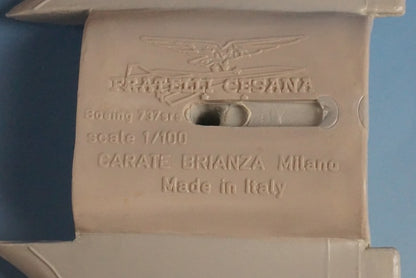 FRATELLI CESANA
Boeing 737
scale 1/100
CARATE BRIANZA Milano
Made in Italy